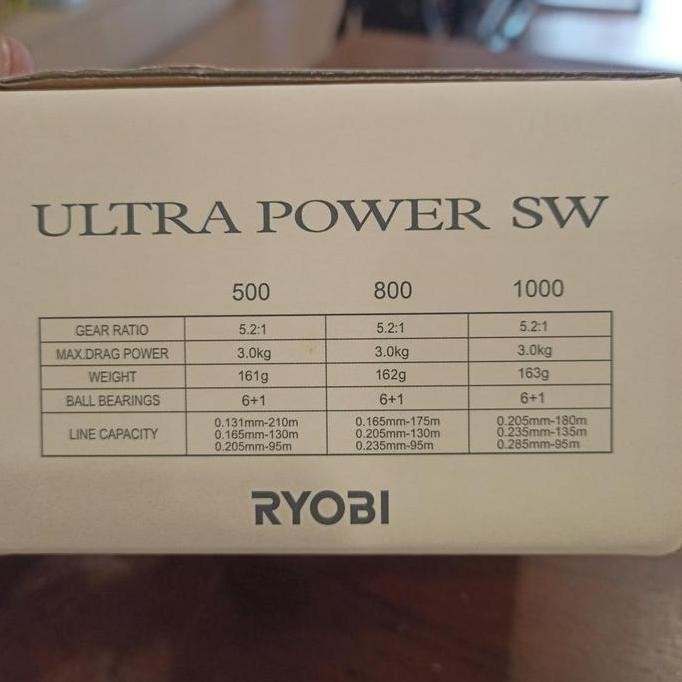 ULTRA POWER SW
500 800 1000
GEAR RATIO 5.2:1 5.2:1 5.2:1
MAX.DRAG POWER 3.0kg 3.0kg 3.0kg
WEIGHT 161g 162g 163g
BALL BEARINGS 6+1 6+1 6+1
LINE CAPACITY 0.131mm-210m 0.165mm-175m 0.205mm-180m
0.165mm-130m 0.205mm-130m 0.235mm-135m
0.205mm-95m 0.235mm-95m 0.285mm-95m
RYOBI